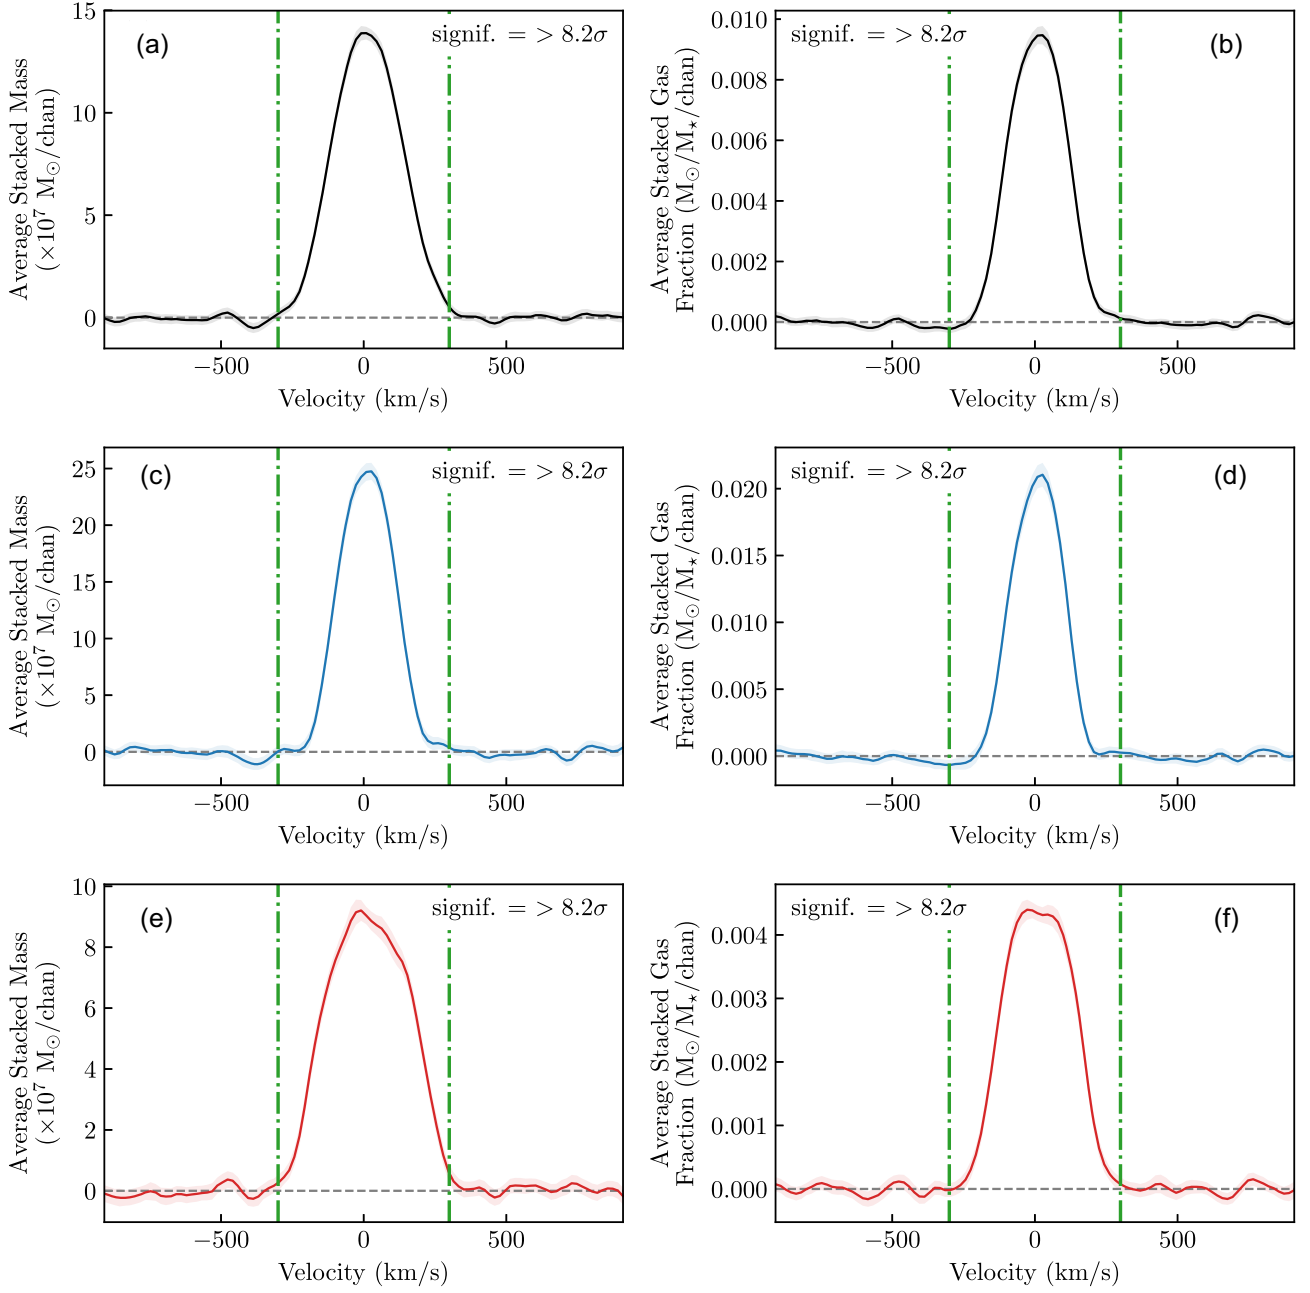 (a)
signif. = > 8.2σ
Average Stacked Mass
(×10⁷ M⊙/chan)
15
10
5
0
−500
0
500
Velocity (km/s)
(b)
signif. = > 8.2σ
Average Stacked Gas
Fraction (M⊙/M⋆/chan)
0.010
0.008
0.006
0.004
0.002
0.000
−500
0
500
Velocity (km/s)
(c)
signif. = > 8.2σ
Average Stacked Mass
(×10⁷ M⊙/chan)
25
20
15
10
5
0
−500
0
500
Velocity (km/s)
(d)
signif. = > 8.2σ
Average Stacked Gas
Fraction (M⊙/M⋆/chan)
0.020
0.015
0.010
0.005
0.000
−500
0
500
Velocity (km/s)
(e)
signif. = > 8.2σ
Average Stacked Mass
(×10⁷ M⊙/chan)
10
8
6
4
2
0
−500
0
500
Velocity (km/s)
(f)
signif. = > 8.2σ
Average Stacked Gas
Fraction (M⊙/M⋆/chan)
0.004
0.003
0.002
0.001
0.000
−500
0
500
Velocity (km/s)